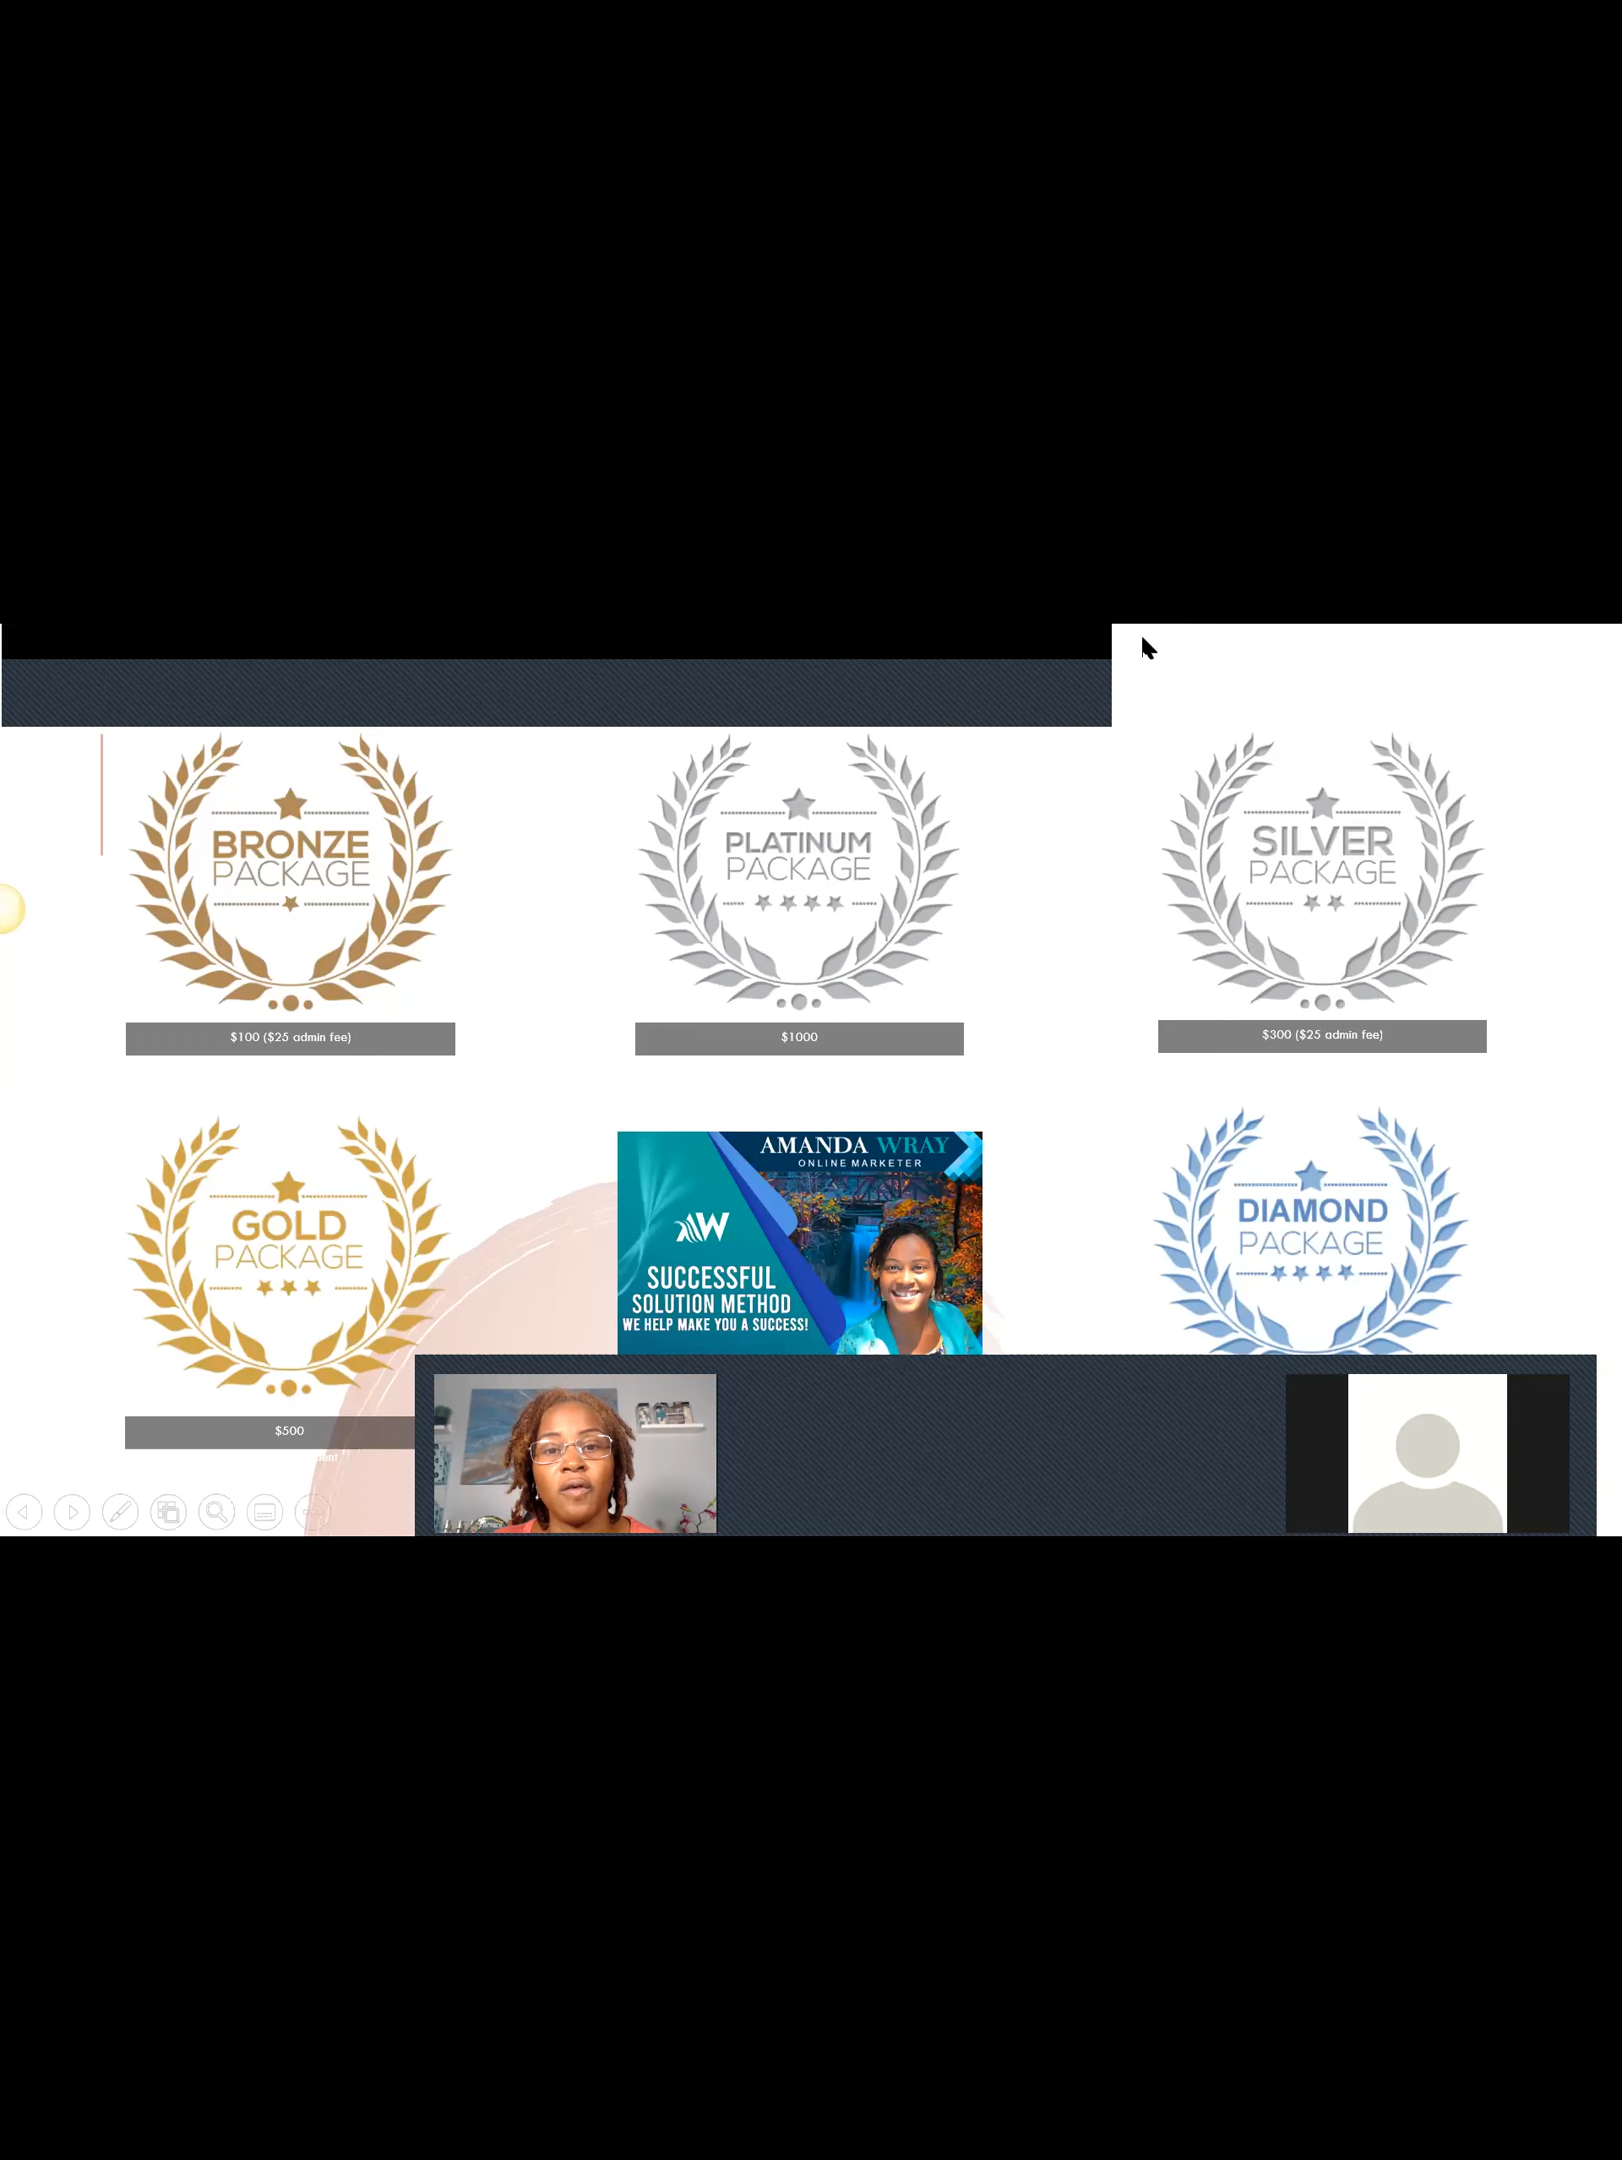 BRONZE
PACKAGE
$100 ($25 admin fee)
PLATINUM
PACKAGE
$1000
SILVER
PACKAGE
$300 ($25 admin fee)
GOLD
PACKAGE
$500
AMANDA WRAY
ONLINE MARKETER
AW
SUCCESSFUL
SOLUTION METHOD
WE HELP MAKE YOU A SUCCESS!
DIAMOND
PACKAGE